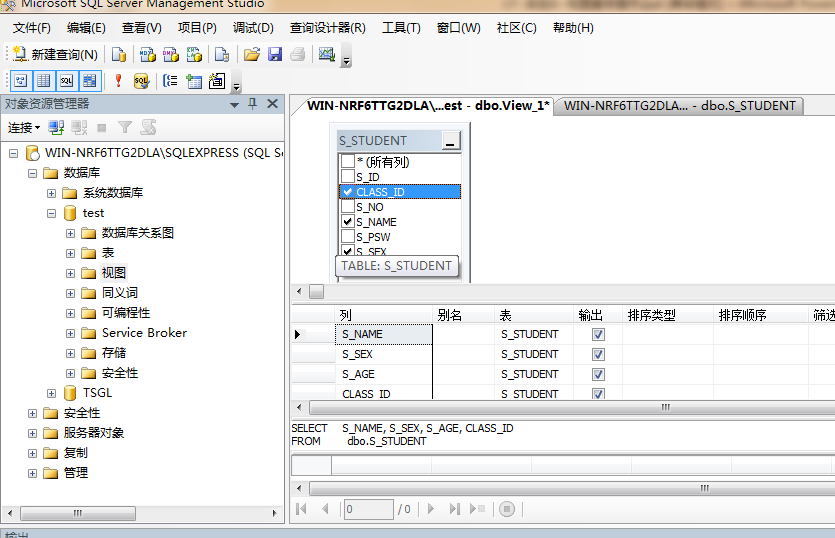 Microsoft SQL Server Management Studio
文件(F) 编辑(E) 查看(V) 项目(P) 调试(D) 查询设计器(R) 工具(T) 窗口(W) 社区(C) 帮助(H)
新建查询(N)
对象资源管理器
连接
WIN-NRF6TTG2DLA\SQLEXPRESS (SQL S
数据库
系统数据库
test
数据库关系图
表
视图
同义词
可编程性
Service Broker
存储
安全性
TSGL
安全性
服务器对象
复制
管理
WIN-NRF6TTG2DLA\...est - dbo.View_1* WIN-NRF6TTG2DLA... - dbo.S_STUDENT
S_STUDENT
* (所有列)
S_ID
CLASS_ID
S_NO
S_NAME
S_PSW
S_SEX
TABLE: S_STUDENT
列 别名 表 输出 排序类型 排序顺序 筛选
S_NAME S_STUDENT
S_SEX S_STUDENT
S_AGE S_STUDENT
CLASS_ID S_STUDENT
SELECT S_NAME, S_SEX, S_AGE, CLASS_ID
FROM dbo.S_STUDENT
0 / 0
输出